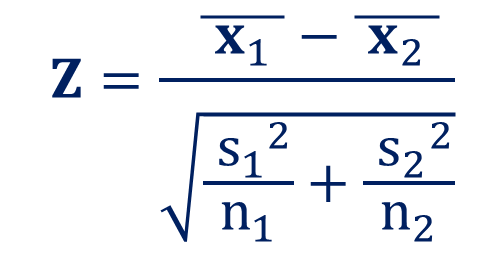 Z = (x̅₁ − x̅₂) / √(s₁²/n₁ + s₂²/n₂)